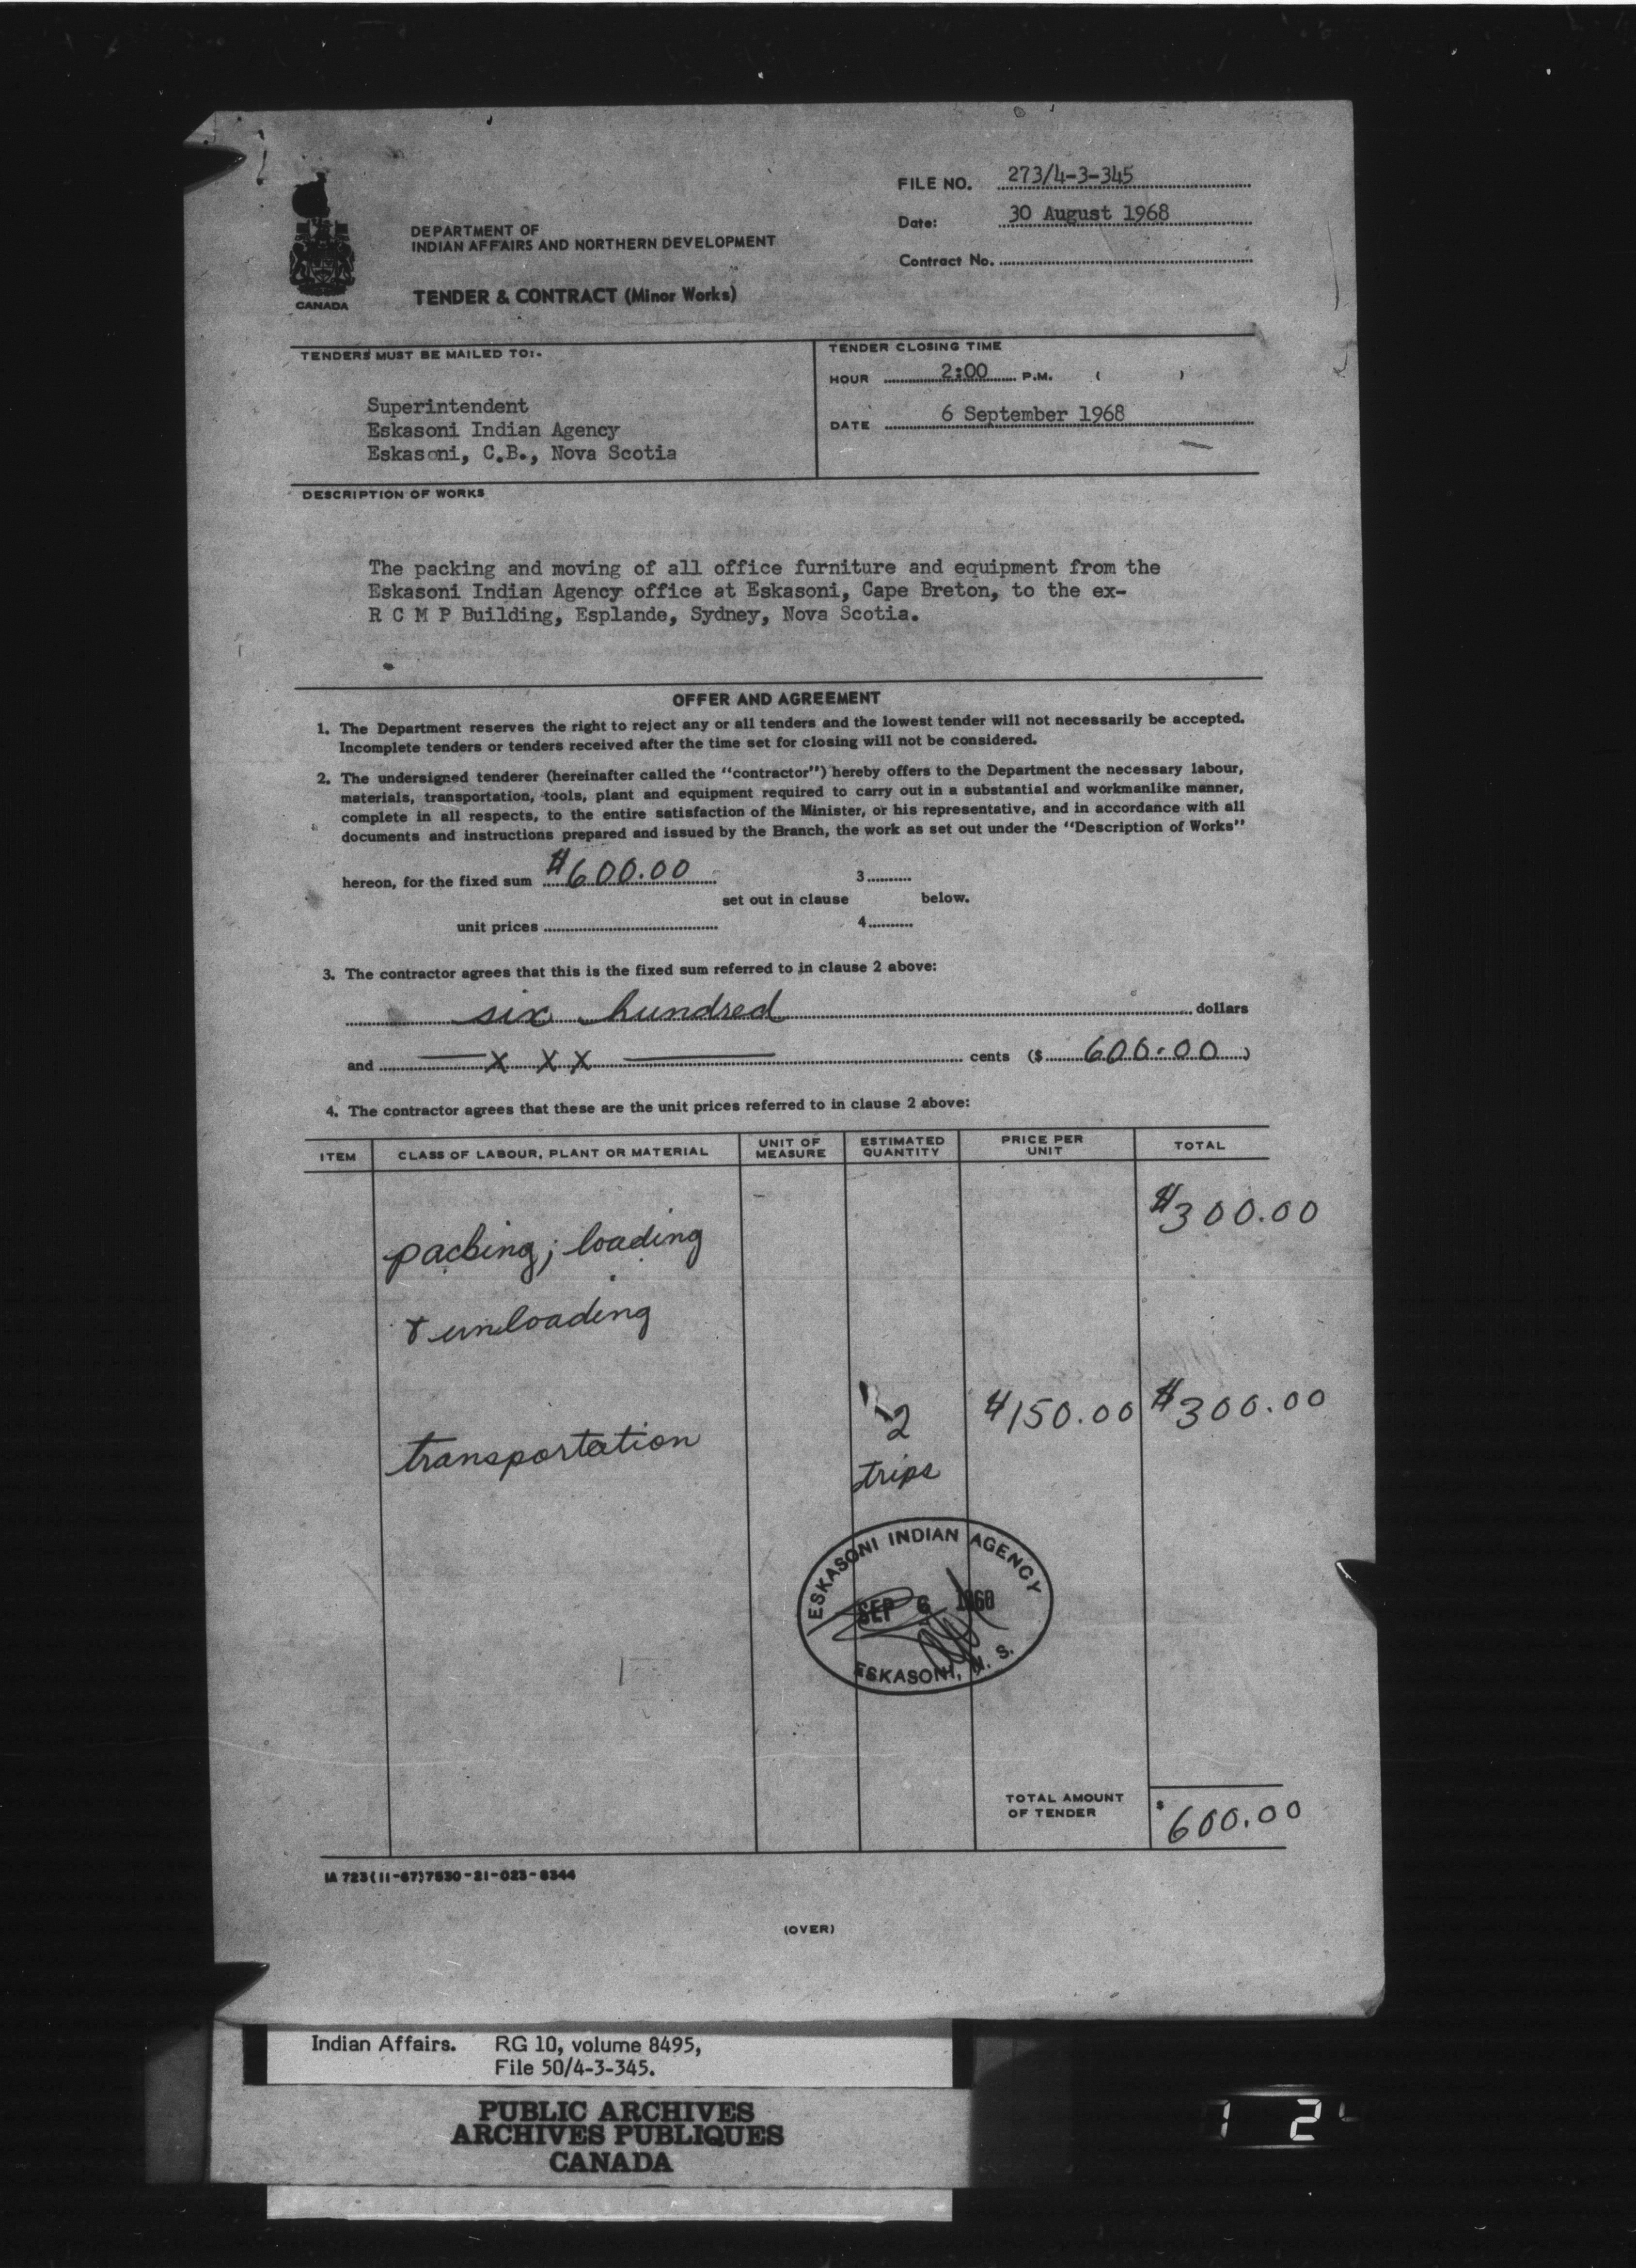 FILE NO. 273/4-3-345
Date: 30 August 1968
Contract No.
CANADA
DEPARTMENT OF
INDIAN AFFAIRS AND NORTHERN DEVELOPMENT
TENDER & CONTRACT (Minor Works)
TENDERS MUST BE MAILED TO:-
Superintendent
Eskasoni Indian Agency
Eskasoni, C.B., Nova Scotia
TENDER CLOSING TIME
HOUR 2:00 P.M. ( )
DATE 6 September 1968
DESCRIPTION OF WORKS
The packing and moving of all office furniture and equipment from the
Eskasoni Indian Agency office at Eskasoni, Cape Breton, to the ex-
R C M P Building, Esplande, Sydney, Nova Scotia.
OFFER AND AGREEMENT
1. The Department reserves the right to reject any or all tenders and the lowest tender will not necessarily be accepted.
Incomplete tenders or tenders received after the time set for closing will not be considered.
2. The undersigned tenderer (hereinafter called the "contractor") hereby offers to the Department the necessary labour,
materials, transportation, tools, plant and equipment required to carry out in a substantial and workmanlike manner,
complete in all respects, to the entire satisfaction of the Minister, or his representative, and in accordance with all
documents and instructions prepared and issued by the Branch, the work as set out under the "Description of Works"
hereon, for the fixed sum $600.00 3
set out in clause below.
unit prices 4
3. The contractor agrees that this is the fixed sum referred to in clause 2 above:
six hundred dollars
and — x x x — cents ($ 600.00 )
4. The contractor agrees that these are the unit prices referred to in clause 2 above:
ITEM CLASS OF LABOUR, PLANT OR MATERIAL UNIT OF MEASURE ESTIMATED QUANTITY PRICE PER UNIT TOTAL
$300.00
packing; loading
& unloading
transportation 2 $150.00 $300.00
trips
ESKASONI INDIAN AGENCY
SEP 6 1968
ESKASONI, N. S.
TOTAL AMOUNT
OF TENDER $ 600.00
IA 723(11-67)7530-21-023-8344
(OVER)
Indian Affairs. RG 10, volume 8495,
File 50/4-3-345.
PUBLIC ARCHIVES
ARCHIVES PUBLIQUES
CANADA
1 2